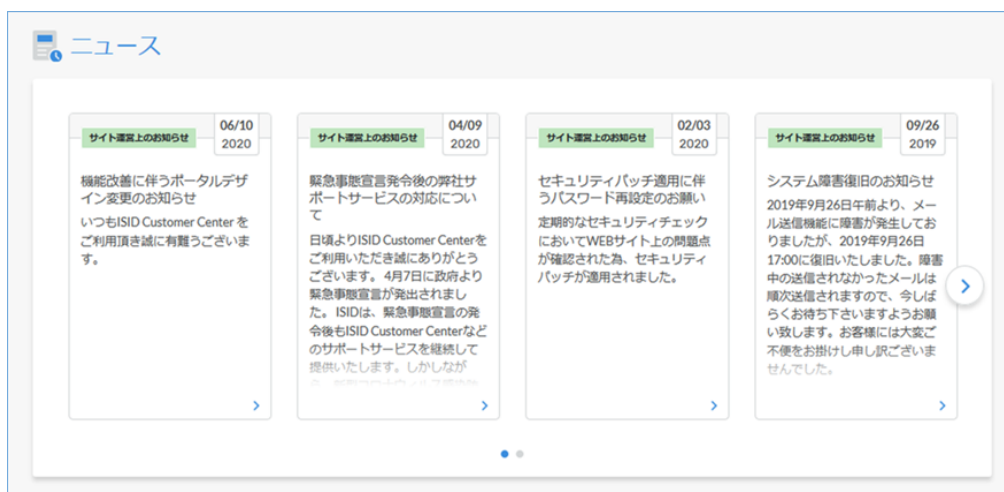 ニュース
サイト運営上のお知らせ
06/10
2020
機能改善に伴うポータルデザ
イン変更のお知らせ
いつもISID Customer Center を
ご利用頂き誠に有難うございま
す。
サイト運営上のお知らせ
04/09
2020
緊急事態宣言発令後の弊社サ
ポートサービスの対応につい
て
日頃よりISID Customer Centerを
ご利用いただき誠にありがとう
ございます。 4月7日に政府より
緊急事態宣言が発出されまし
た。 ISIDは、緊急事態宣言の発
令後もISID Customer Centerなど
のサポートサービスを継続して
提供いたします。しかしなが
ら、新型コロナウィルス感染
サイト運営上のお知らせ
02/03
2020
セキュリティパッチ適用に伴
うパスワード再設定のお願い
定期的なセキュリティチェック
においてWEBサイト上の問題点
が確認された為、セキュリティ
パッチが適用されました。
サイト運営上のお知らせ
09/26
2019
システム障害復旧のお知らせ
2019年9月26日午前より、メー
ル送信機能に障害が発生してお
りましたが、2019年9月26日
17:00に復旧いたしました。障害
中の送信されなかったメールは
順次送信されますので、今しば
らくお待ち下さいますようお願
い致します。お客様には大変ご
不便をお掛けし申し訳ございま
せんでした。